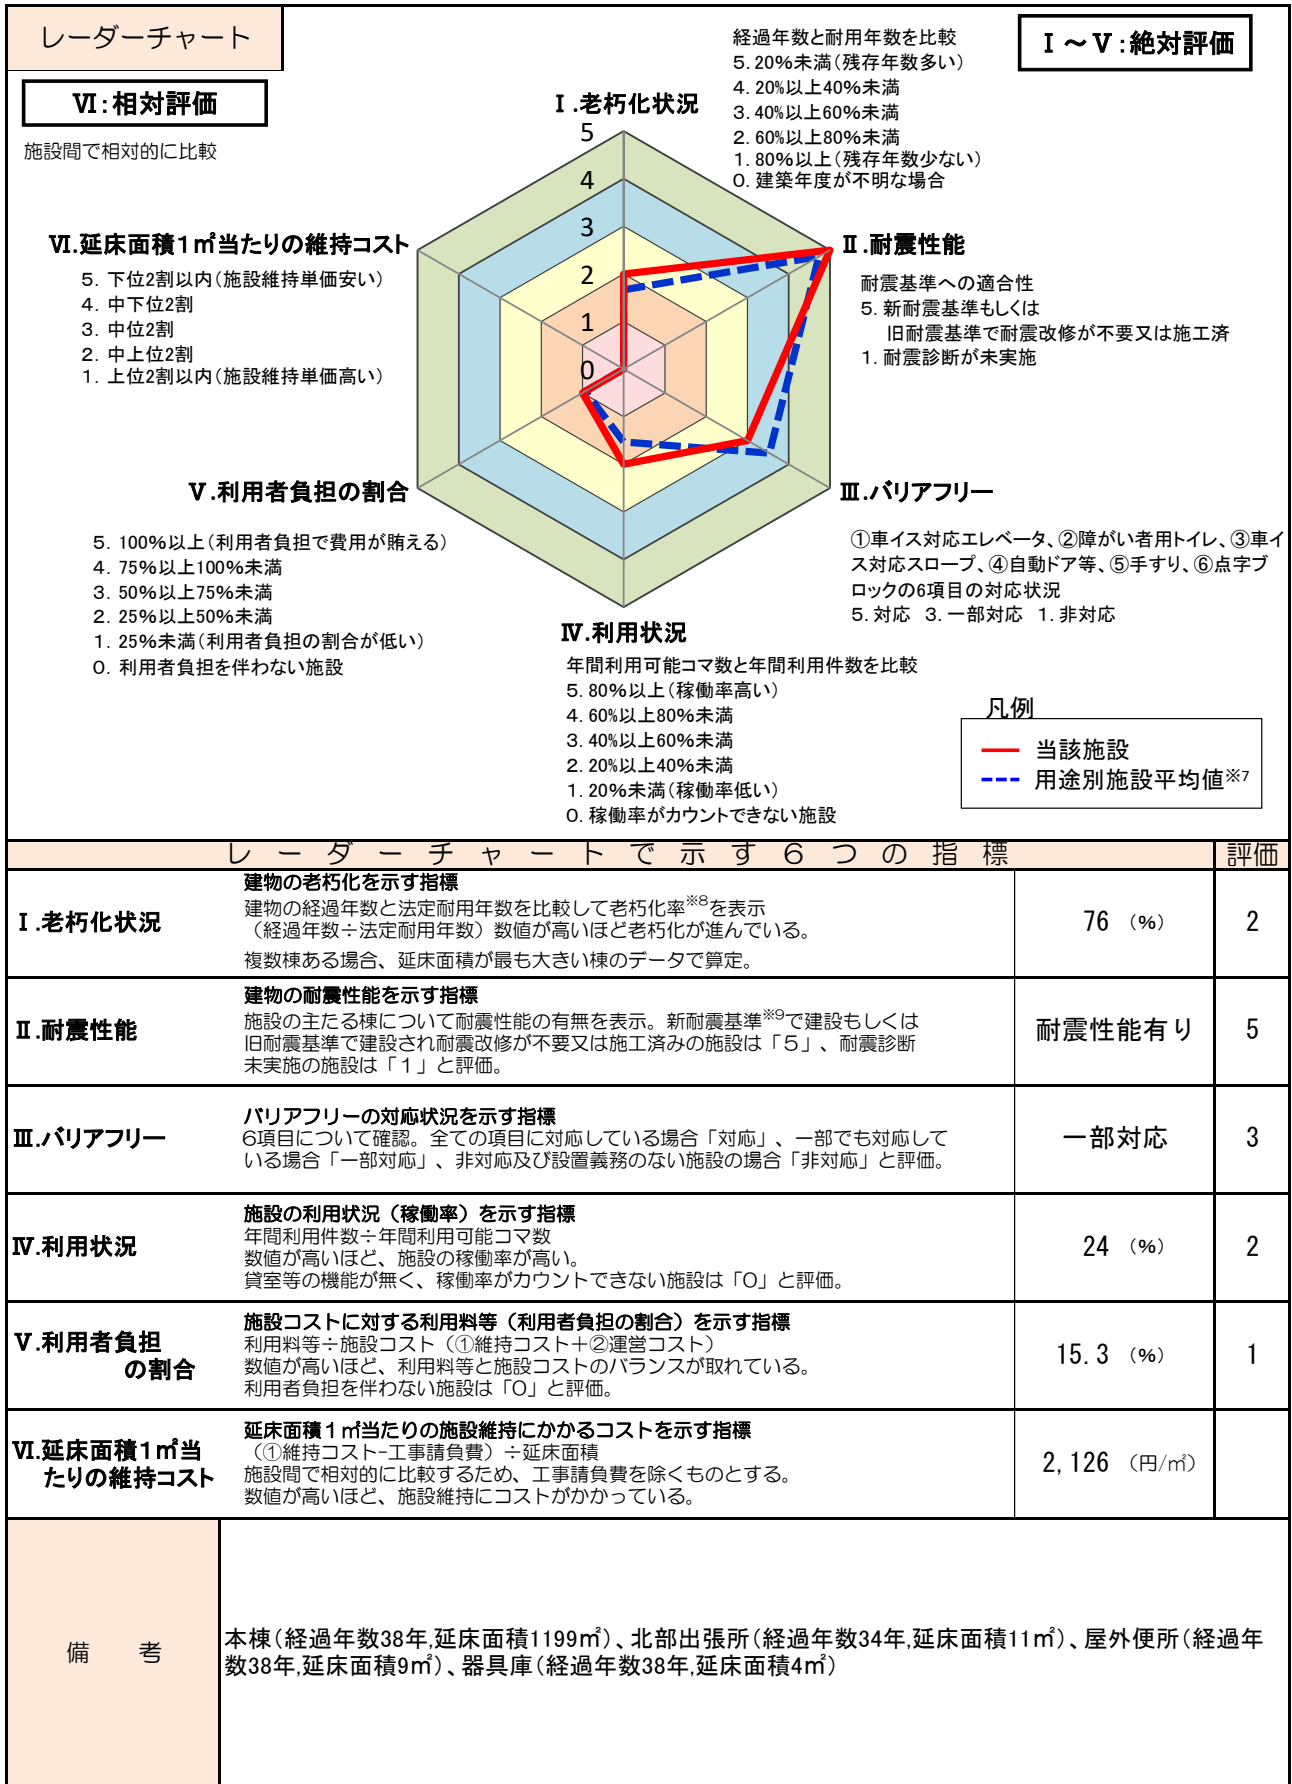 レーダーチャート
Ⅵ：相対評価
施設間で相対的に比較
Ⅰ～Ⅴ：絶対評価
経過年数と耐用年数を比較
5. 20%未満（残存年数多い）
4. 20%以上40%未満
3. 40%以上60%未満
2. 60%以上80%未満
1. 80%以上（残存年数少ない）
0. 建築年度が不明な場合
Ⅰ.老朽化状況
5
4
3
2
1
0
Ⅱ.耐震性能
耐震基準への適合性
5. 新耐震基準もしくは
旧耐震基準で耐震改修が不要又は施工済
1. 耐震診断が未実施
Ⅵ.延床面積1㎡当たりの維持コスト
5. 下位2割以内（施設維持単価安い）
4. 中下位2割
3. 中位2割
2. 中上位2割
1. 上位2割以内（施設維持単価高い）
Ⅲ.バリアフリー
①車イス対応エレベータ、②障がい者用トイレ、③車イ
ス対応スロープ、④自動ドア等、⑤手すり、⑥点字ブ
ロックの6項目の対応状況
5. 対応 3. 一部対応 1. 非対応
Ⅴ.利用者負担の割合
5. 100%以上（利用者負担で費用が賄える）
4. 75%以上100%未満
3. 50%以上75%未満
2. 25%以上50%未満
1. 25%未満（利用者負担の割合が低い）
0. 利用者負担を伴わない施設
Ⅳ.利用状況
年間利用可能コマ数と年間利用件数を比較
5. 80%以上（稼働率高い）
4. 60%以上80%未満
3. 40%以上60%未満
2. 20%以上40%未満
1. 20%未満（稼働率低い）
0. 稼働率がカウントできない施設
凡例
当該施設
用途別施設平均値※7
レーダーチャートで示す６つの指標 評価
Ⅰ.老朽化状況
建物の老朽化を示す指標
建物の経過年数と法定耐用年数を比較して老朽化率※8を表示
（経過年数÷法定耐用年数）数値が高いほど老朽化が進んでいる。
複数棟ある場合、延床面積が最も大きい棟のデータで算定。
76 （%） 2
Ⅱ.耐震性能
建物の耐震性能を示す指標
施設の主たる棟について耐震性能の有無を表示。新耐震基準※9で建設もしくは
旧耐震基準で建設され耐震改修が不要又は施工済みの施設は「５」、耐震診断
未実施の施設は「１」と評価。
耐震性能有り 5
Ⅲ.バリアフリー
バリアフリーの対応状況を示す指標
6項目について確認。全ての項目に対応している場合「対応」、一部でも対応して
いる場合「一部対応」、非対応及び設置義務のない施設の場合「非対応」と評価。
一部対応 3
Ⅳ.利用状況
施設の利用状況（稼働率）を示す指標
年間利用件数÷年間利用可能コマ数
数値が高いほど、施設の稼働率が高い。
貸室等の機能が無く、稼働率がカウントできない施設は「0」と評価。
24 （%） 2
Ⅴ.利用者負担
の割合
施設コストに対する利用料等（利用者負担の割合）を示す指標
利用料等÷施設コスト（①維持コスト＋②運営コスト）
数値が高いほど、利用料等と施設コストのバランスが取れている。
利用者負担を伴わない施設は「0」と評価。
15.3 （%） 1
Ⅵ.延床面積1㎡当
たりの維持コスト
延床面積１㎡当たりの施設維持にかかるコストを示す指標
（①維持コスト-工事請負費）÷延床面積
施設間で相対的に比較するため、工事請負費を除くものとする。
数値が高いほど、施設維持にコストがかかっている。
2,126 （円/㎡）
備　考
本棟（経過年数38年,延床面積1199㎡）、北部出張所（経過年数34年,延床面積11㎡）、屋外便所（経過年
数38年,延床面積9㎡）、器具庫（経過年数38年,延床面積4㎡）